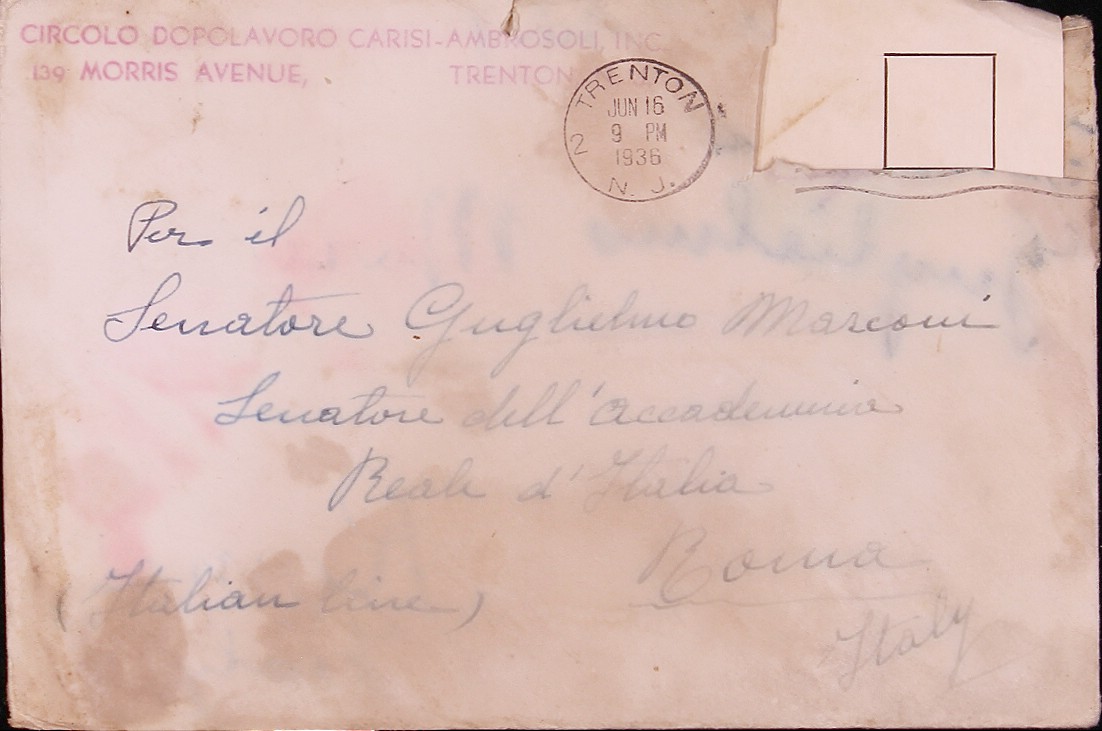 CIRCOLO DOPOLAVORO CARISI-AMBROSOLI, INC.
139 MORRIS AVENUE, TRENTON
TRENTON
2
JUN 16
9 PM
1936
N. J.
Per il
Senatore Guglielmo Marconi
Senatore dell'Accademia
Reale d'Italia
Roma
(Italian line)
Italy